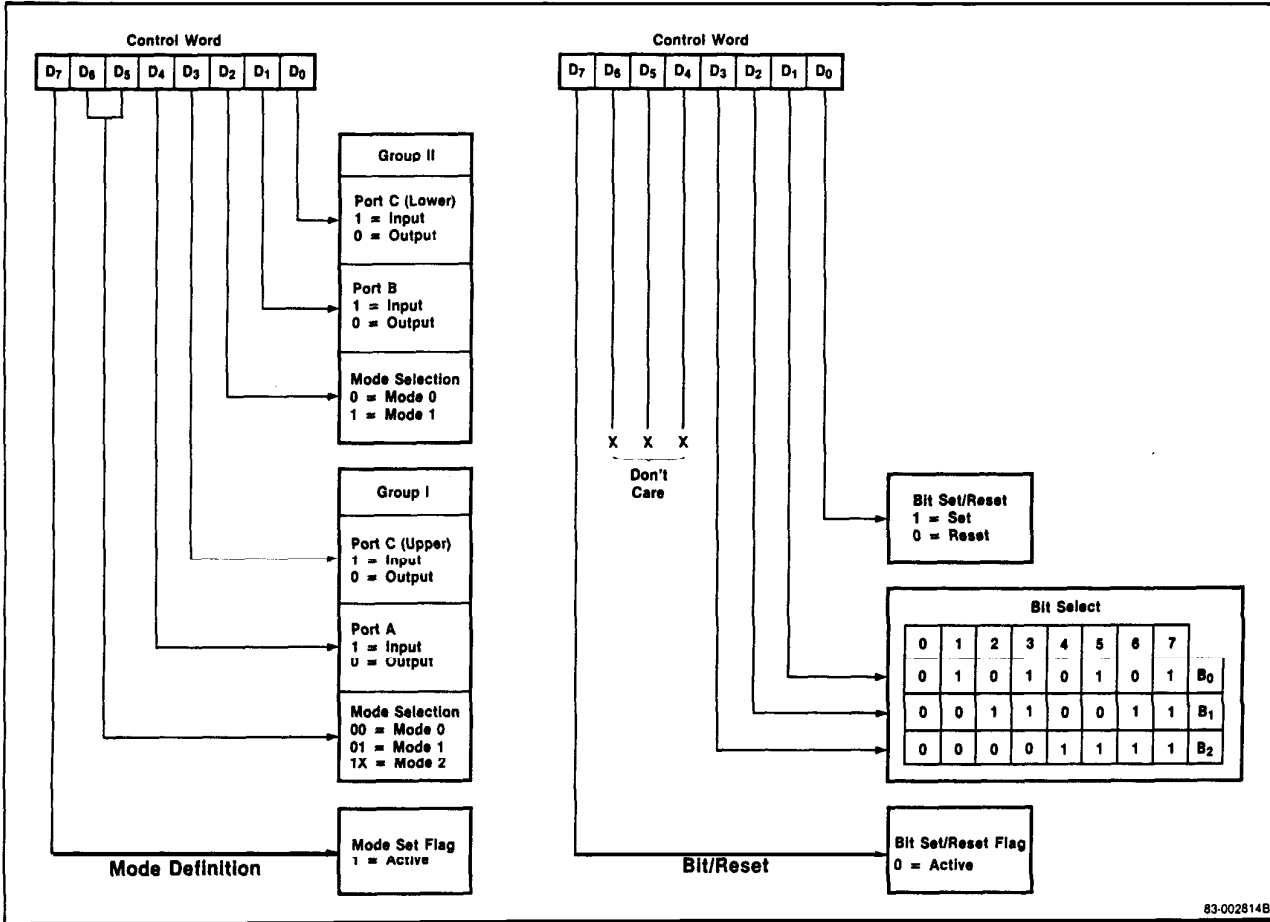 Control Word
D7 D6 D5 D4 D3 D2 D1 D0
Group II
Port C (Lower)
1 = Input
0 = Output
Port B
1 = Input
0 = Output
Mode Selection
0 = Mode 0
1 = Mode 1
Group I
Port C (Upper)
1 = Input
0 = Output
Port A
1 = Input
0 = Output
Mode Selection
00 = Mode 0
01 = Mode 1
1X = Mode 2
Mode Set Flag
1 = Active
Mode Definition
Control Word
D7 D6 D5 D4 D3 D2 D1 D0
X X X
Don't
Care
Bit Set/Reset
1 = Set
0 = Reset
Bit Select
0 1 2 3 4 5 6 7
0 1 0 1 0 1 0 1 B0
0 0 1 1 0 0 1 1 B1
0 0 0 0 1 1 1 1 B2
Bit Set/Reset Flag
0 = Active
Bit/Reset
83-002814B